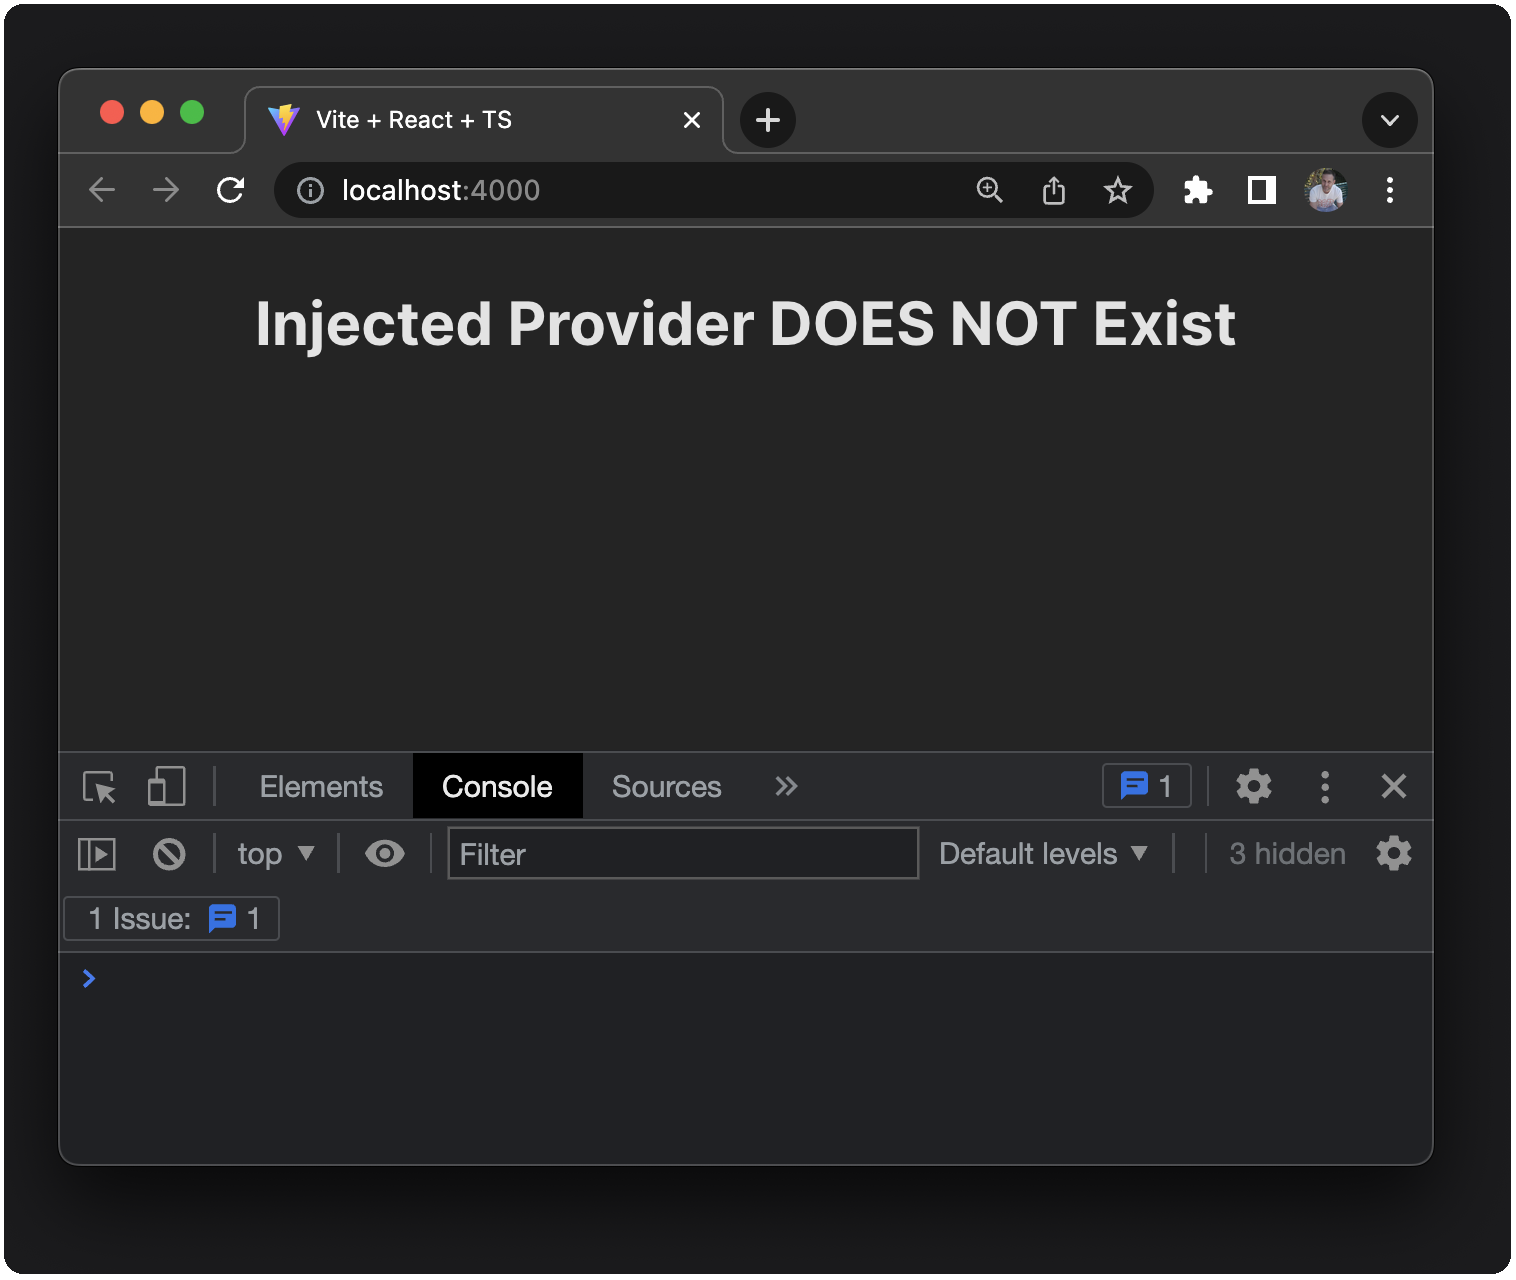 Vite + React + TS
localhost:4000
Injected Provider DOES NOT Exist
Elements Console Sources 1
top Filter Default levels 3 hidden
1 Issue: 1